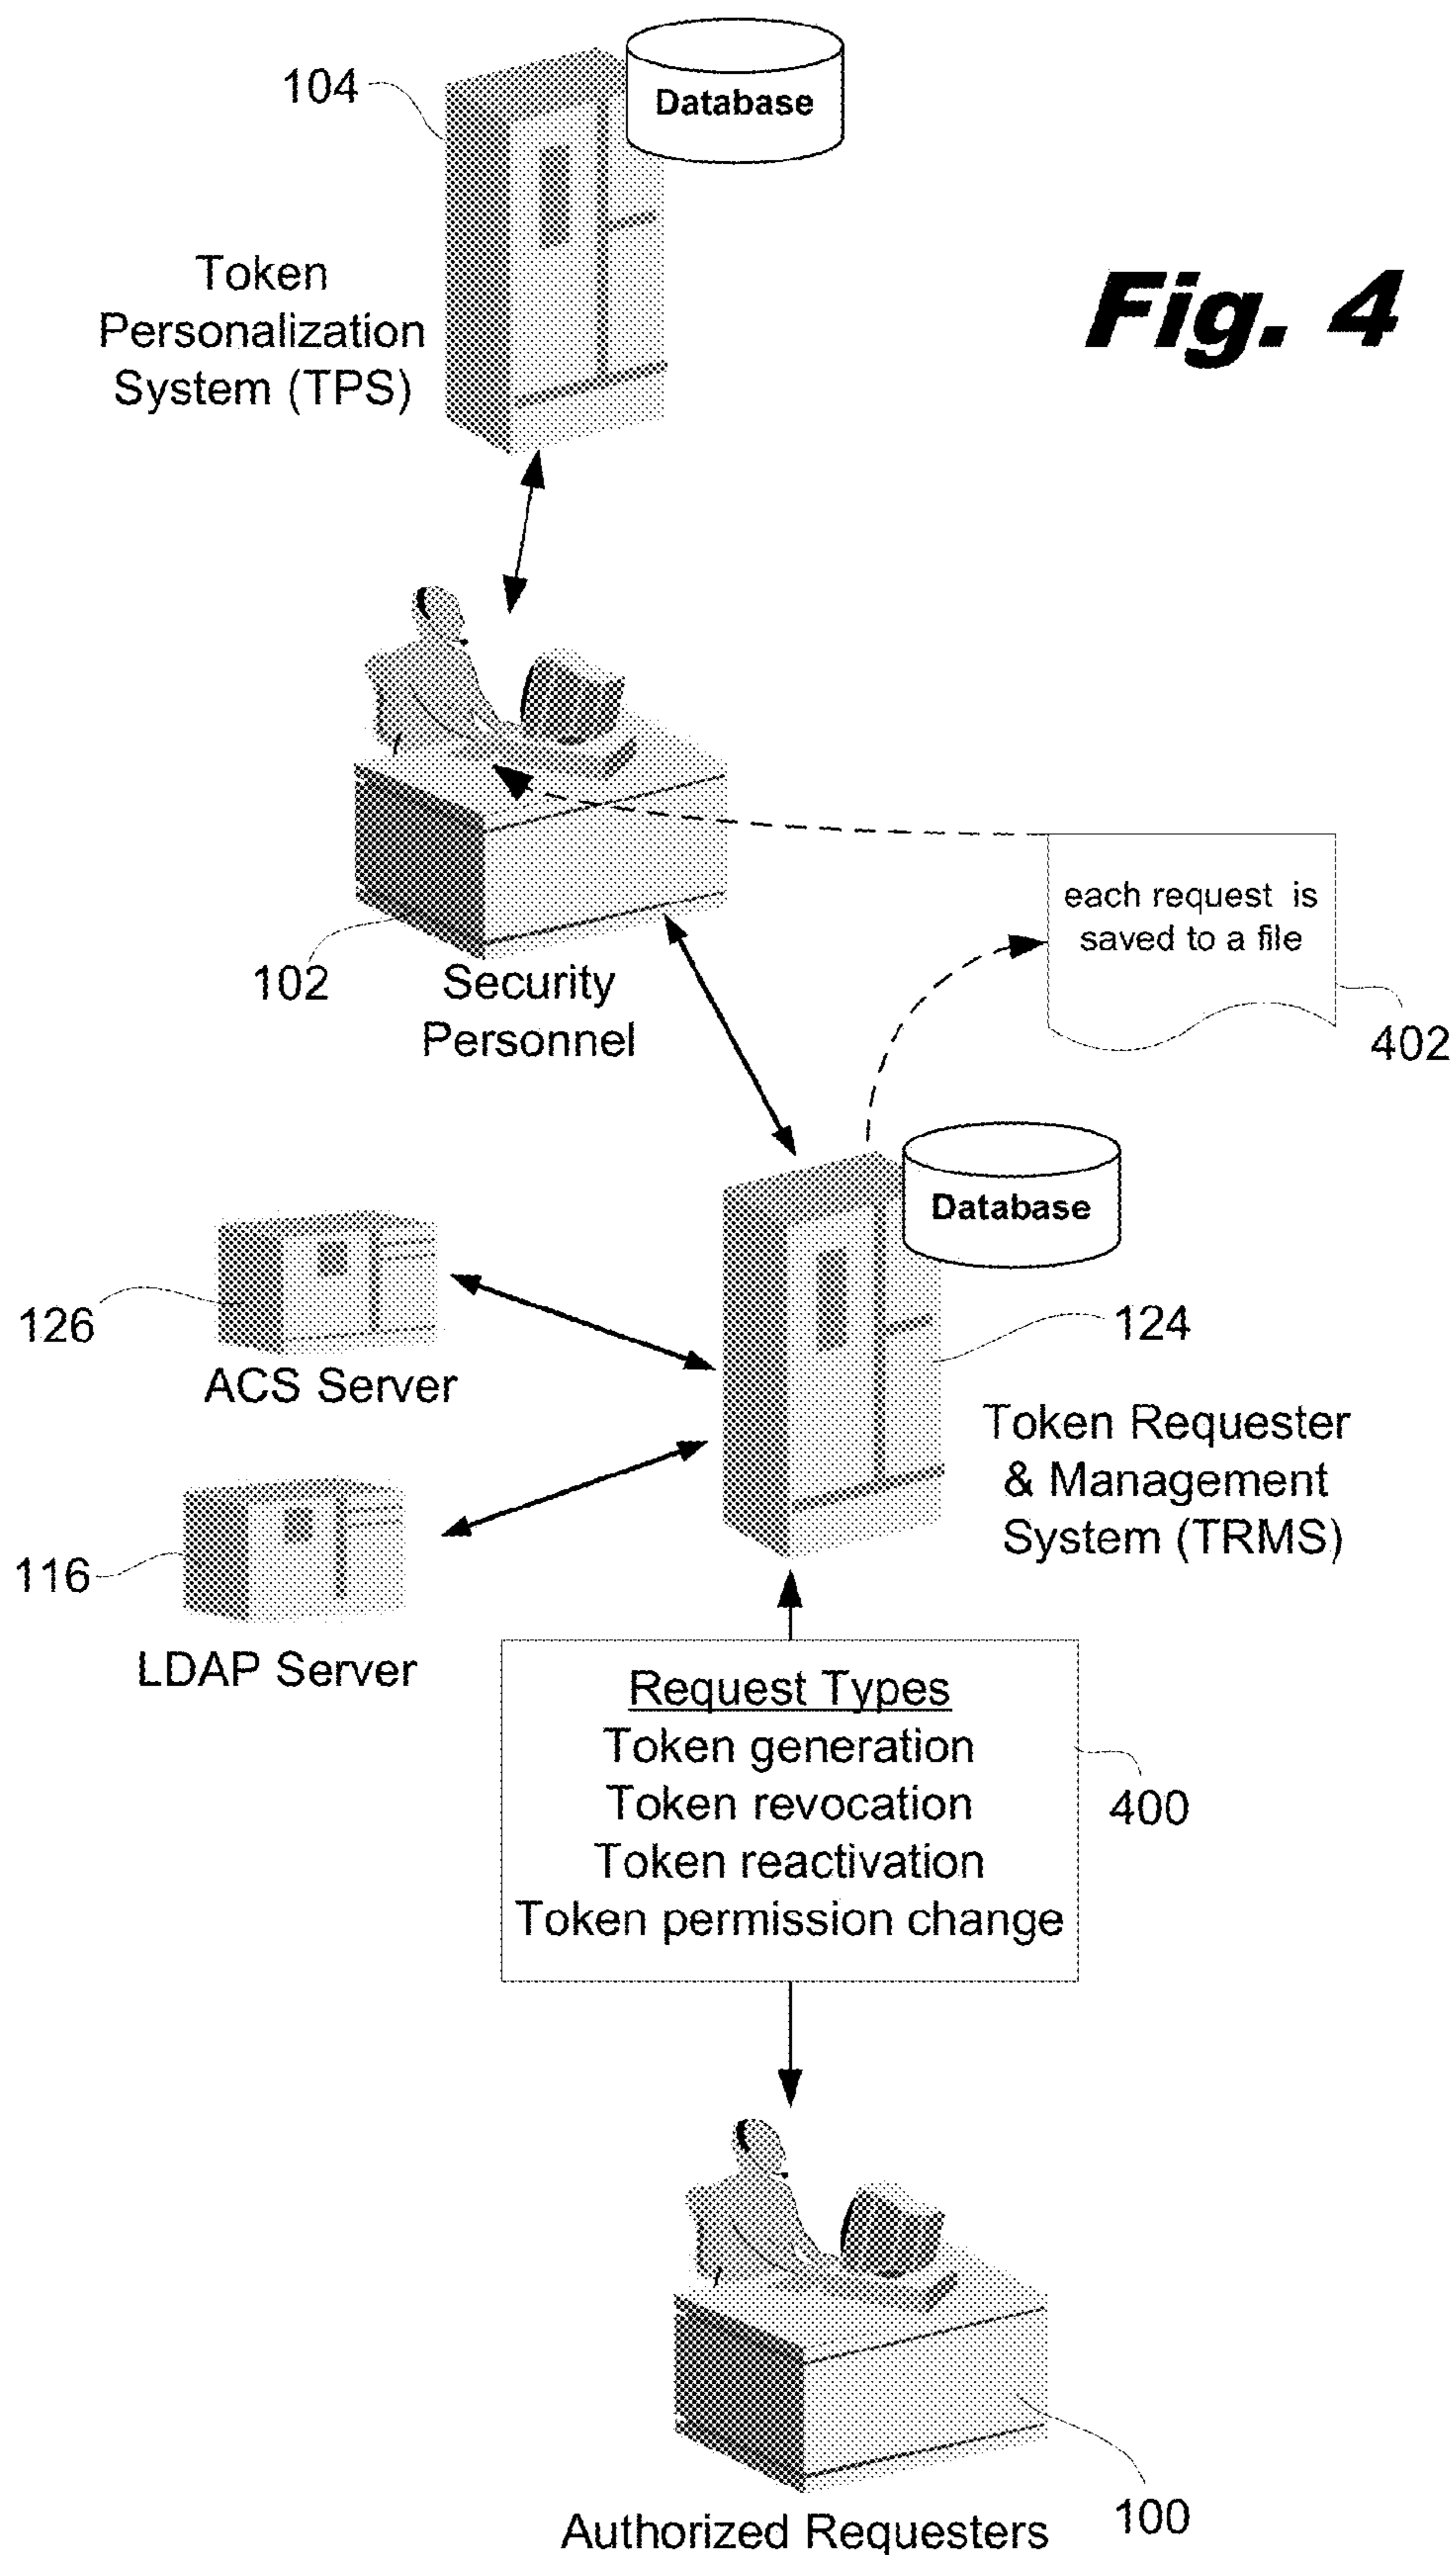 104
Database
Token
Personalization
System (TPS)
Fig. 4
each request is
saved to a file
402
102
Security
Personnel
Database
126
ACS Server
124
Token Requester
& Management
System (TRMS)
116
LDAP Server
Request Types
Token generation
Token revocation
Token reactivation
Token permission change
400
100
Authorized Requesters